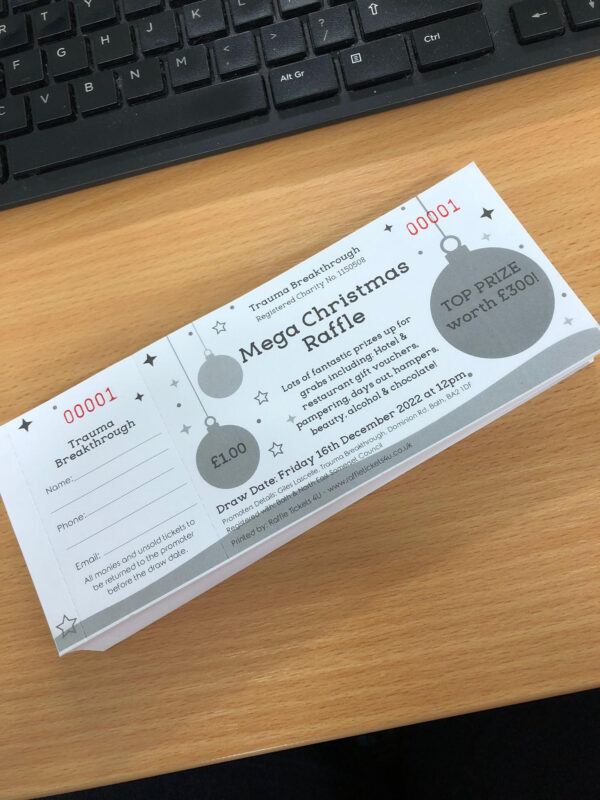 R
T
Y
F
G
H
J
K
L
C
V
B
N
M
<
,
>
.
?
/
Alt Gr
Ctrl
00001
Trauma
Breakthrough
Name:
Phone:
Email:
All monies and unsold tickets to
be returned to the promoter
before the draw date.
00001
Trauma Breakthrough
Registered Charity No. 1150508
Mega Christmas
Raffle
Lots of fantastic prizes up for
grabs including: Hotel &
restaurant gift vouchers,
pampering, days out, hampers,
beauty, alcohol & chocolate!
TOP PRIZE
worth £300!
£1.00
Draw Date: Friday 16th December 2022 at 12pm.
Promoters Details: Giles Lascelle, Trauma Breakthrough, Dominion Rd, Bath, BA2 1DF
Registered with: Bath & North East Somerset Council
Printed by: Raffle Tickets 4U - www.raffletickets4u.co.uk